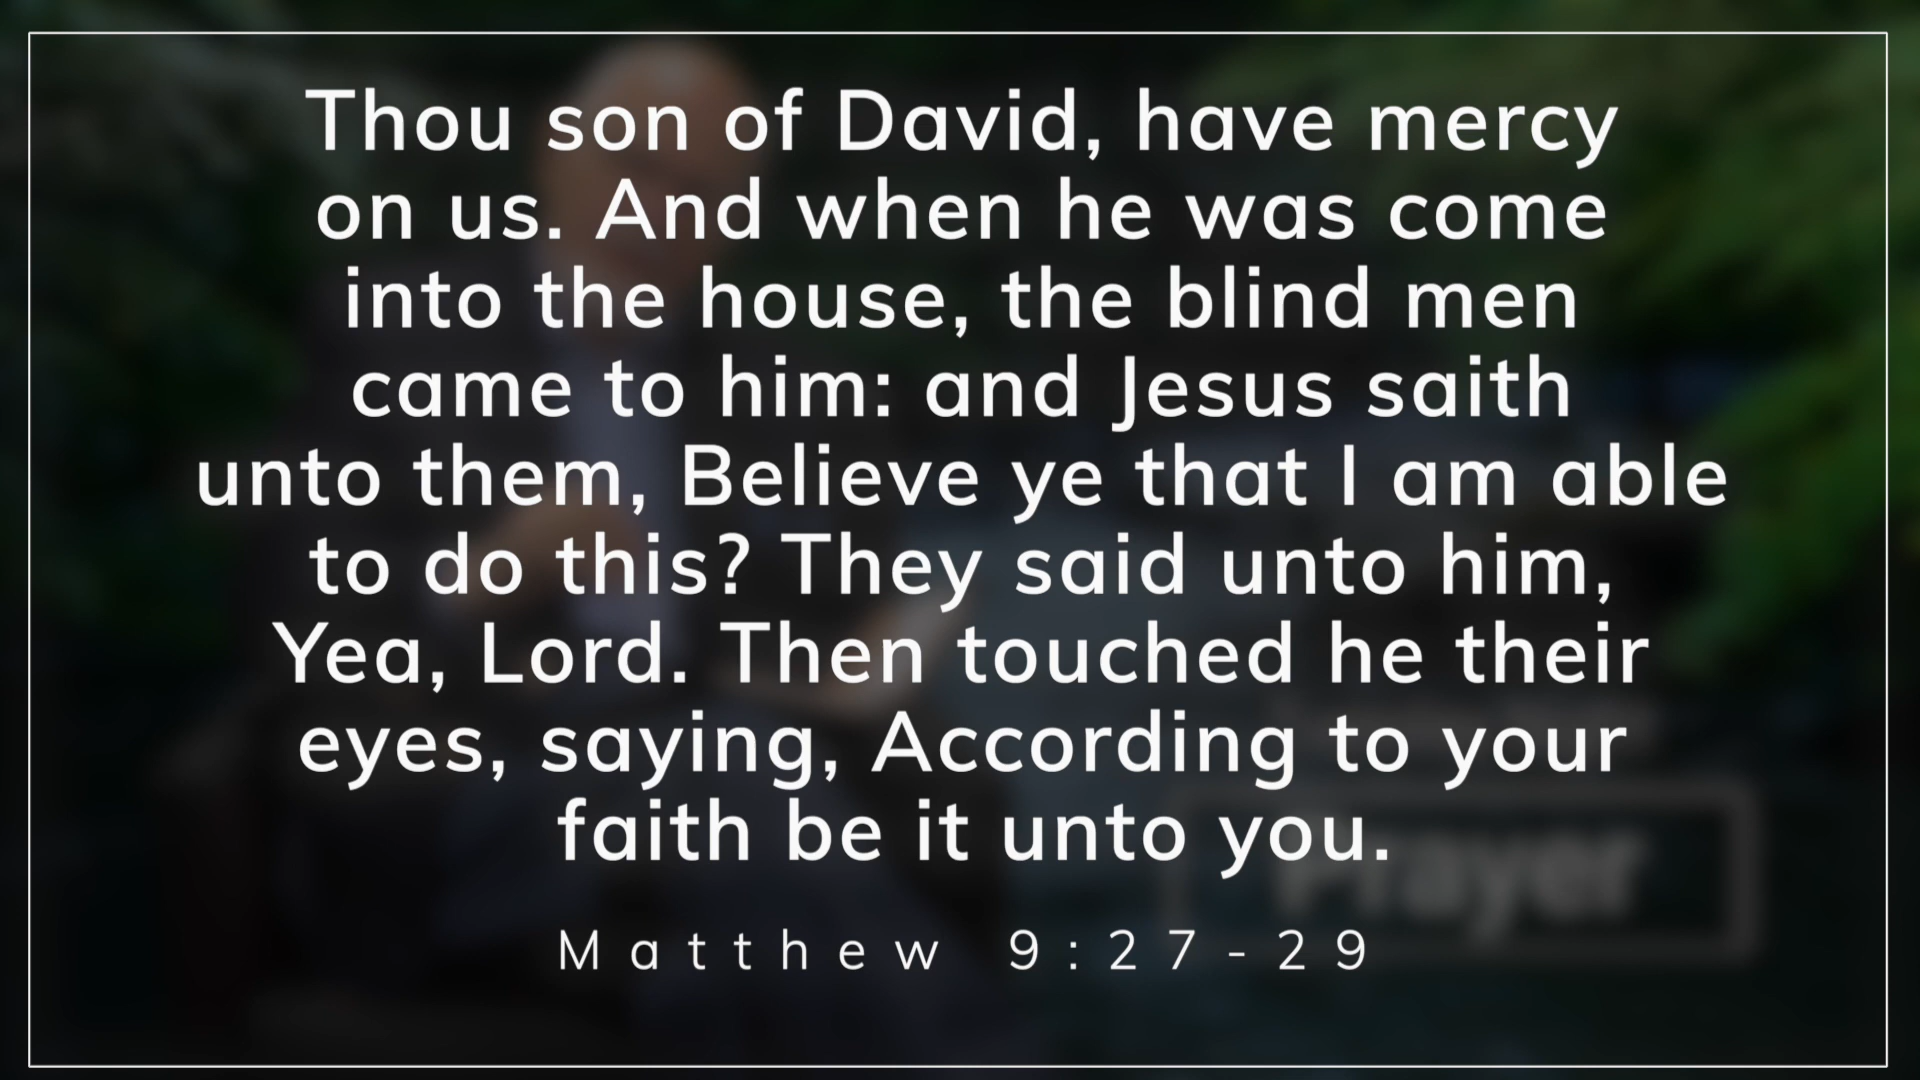 Thou son of David, have mercy
on us. And when he was come
into the house, the blind men
came to him: and Jesus saith
unto them, Believe ye that I am able
to do this? They said unto him,
Yea, Lord. Then touched he their
eyes, saying, According to your
faith be it unto you.
Prayer
Matthew 9:27-29